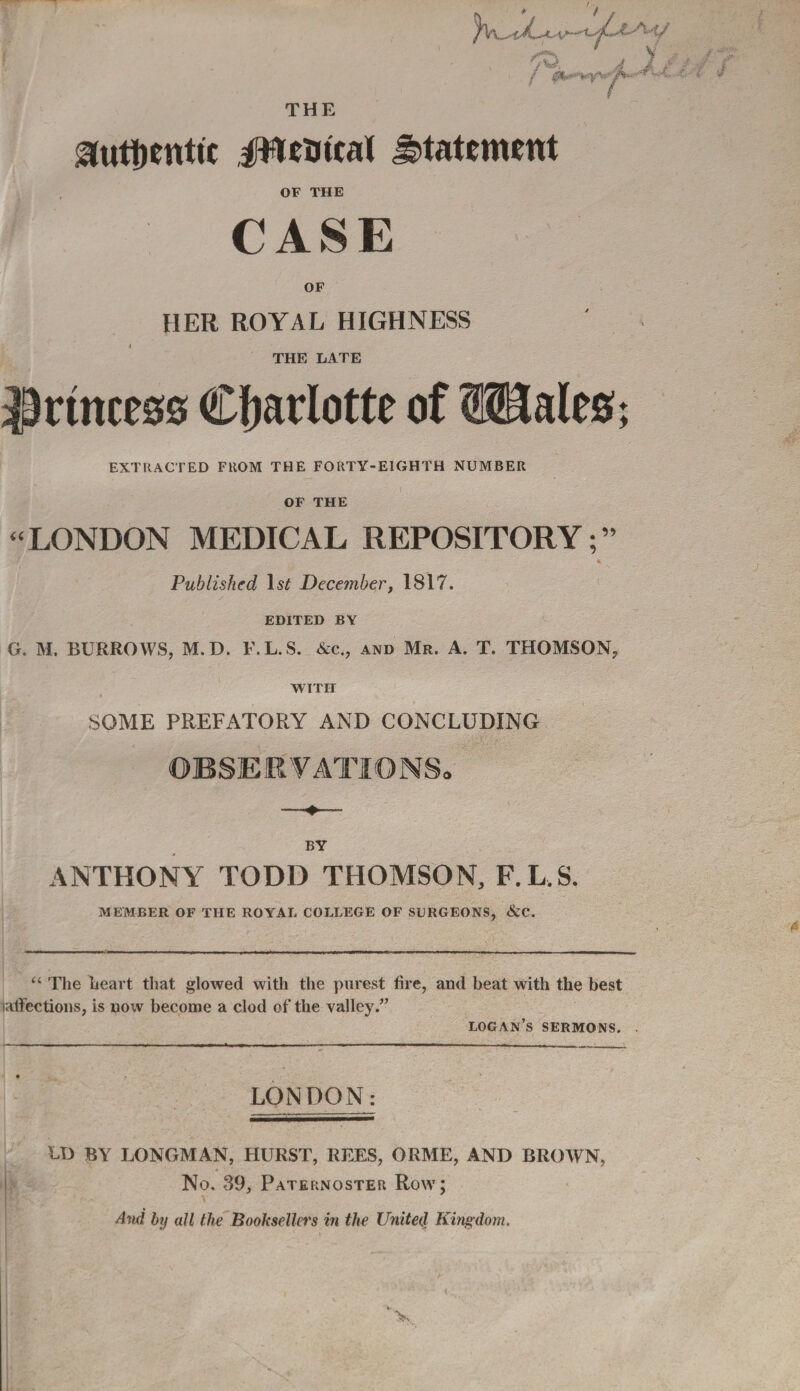 Midwifery
Pamphlets
THE
Authentic Medical Statement
OF THE
CASE
OF
HER ROYAL HIGHNESS
THE LATE
Princess Charlotte of Wales;
EXTRACTED FROM THE FORTY-EIGHTH NUMBER
OF THE
“LONDON MEDICAL REPOSITORY;”
Published 1st December, 1817.
EDITED BY
G. M. BURROWS, M.D. F.L.S. &c., AND MR. A. T. THOMSON,
WITH
SOME PREFATORY AND CONCLUDING
OBSERVATIONS.
BY
ANTHONY TODD THOMSON, F.L.S.
MEMBER OF THE ROYAL COLLEGE OF SURGEONS, &C.
“The heart that glowed with the purest fire, and beat with the best
affections, is now become a clod of the valley.”
LOGAN'S SERMONS.
LONDON:
LD BY LONGMAN, HURST, REES, ORME, AND BROWN,
No. 39, PATERNOSTER ROW;
And by all the Booksellers in the United Kingdom.